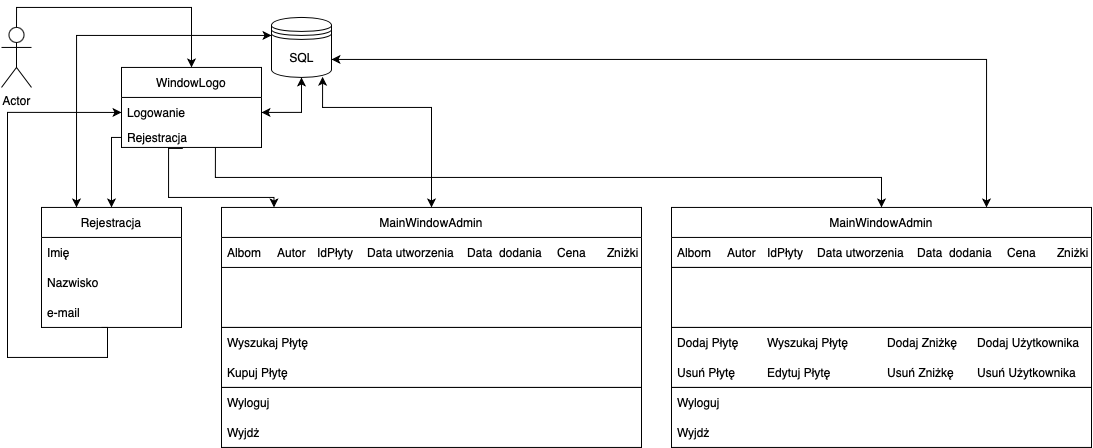 SQL
Actor
WindowLogo
Logowanie
Rejestracja
Rejestracja
Imię
Nazwisko
e-mail
MainWindowAdmin
Albom Autor IdPłyty Data utworzenia Data dodania Cena Zniżki
Wyszukaj Płytę
Kupuj Płytę
Wyloguj
Wyjdź
MainWindowAdmin
Albom Autor IdPłyty Data utworzenia Data dodania Cena Zniżki
Dodaj Płytę Wyszukaj Płytę Dodaj Zniżkę Dodaj Użytkownika
Usuń Płytę Edytuj Płytę Usuń Zniżkę Usuń Użytkownika
Wyloguj
Wyjdź